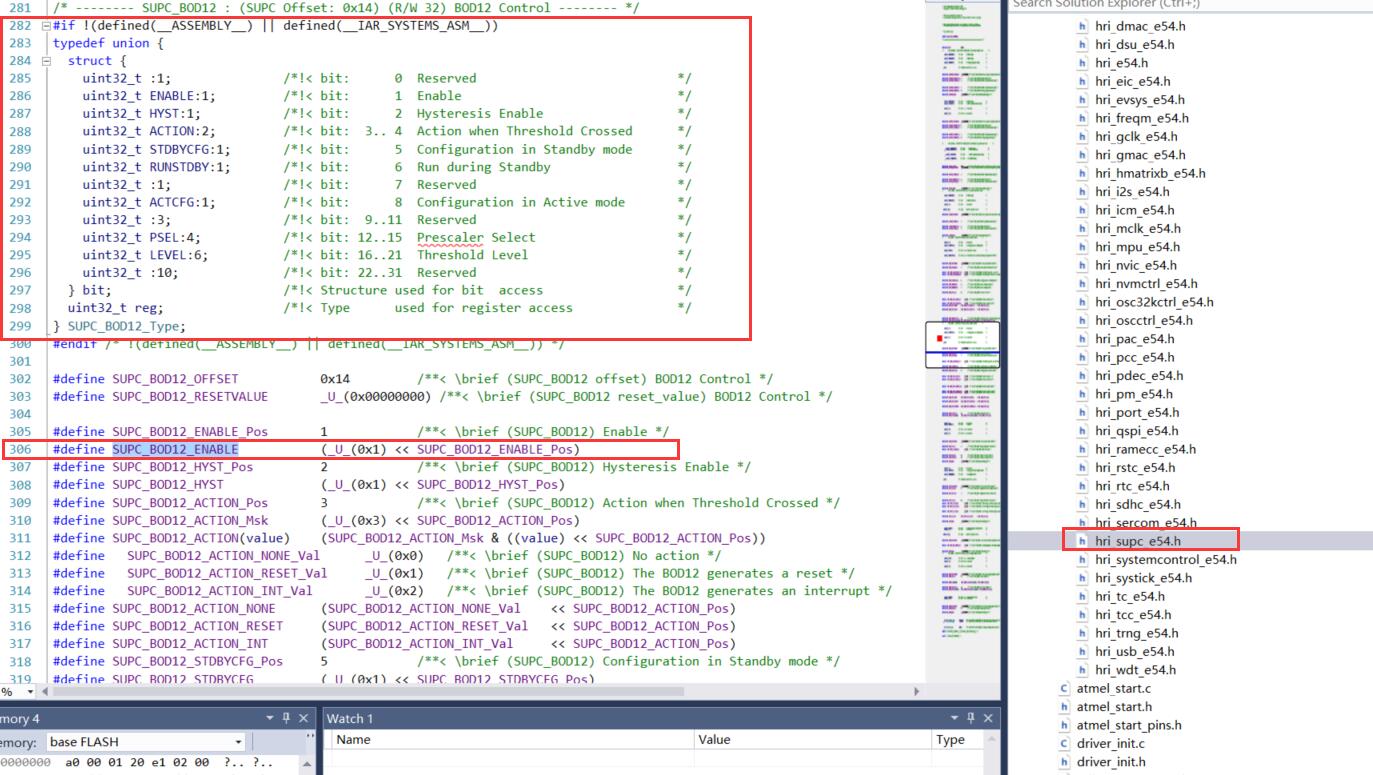 281 /* -------- SUPC_BOD12 : (SUPC Offset: 0x14) (R/W 32) BOD12 Control -------- */
282 #if !(defined(__ASSEMBLY__) || defined(__IAR_SYSTEMS_ASM__))
283 typedef union {
284 struct {
285 uint32_t :1; /*!< bit: 0 Reserved */
286 uint32_t ENABLE:1; /*!< bit: 1 Enable */
287 uint32_t HYST:1; /*!< bit: 2 Hysteresis Enable */
288 uint32_t ACTION:2; /*!< bit: 3.. 4 Action when Threshold Crossed */
289 uint32_t STDBYCFG:1; /*!< bit: 5 Configuration in Standby mode */
290 uint32_t RUNSTDBY:1; /*!< bit: 6 Run during Standby */
291 uint32_t :1; /*!< bit: 7 Reserved */
292 uint32_t ACTCFG:1; /*!< bit: 8 Configuration in Active mode */
293 uint32_t :3; /*!< bit: 9..11 Reserved */
294 uint32_t PSEL:4; /*!< bit: 12..15 Prescaler Select */
295 uint32_t LEVEL:6; /*!< bit: 16..21 Threshold Level */
296 uint32_t :10; /*!< bit: 22..31 Reserved */
297 } bit; /*!< Structure used for bit access */
298 uint32_t reg; /*!< Type used for register access */
299 } SUPC_BOD12_Type;
300 #endif /* !(defined(__ASSEMBLY__) || defined(__IAR_SYSTEMS_ASM__)) */
301
302 #define SUPC_BOD12_OFFSET 0x14 /**< \brief (SUPC_BOD12 offset) BOD12 Control */
303 #define SUPC_BOD12_RESETVALUE _U_(0x00000000) /**< \brief (SUPC_BOD12 reset_value) BOD12 Control */
304
305 #define SUPC_BOD12_ENABLE_Pos 1 /**< \brief (SUPC_BOD12) Enable */
306 #define SUPC_BOD12_ENABLE (_U_(0x1) << SUPC_BOD12_ENABLE_Pos)
307 #define SUPC_BOD12_HYST_Pos 2 /**< \brief (SUPC_BOD12) Hysteresis Enable */
308 #define SUPC_BOD12_HYST (_U_(0x1) << SUPC_BOD12_HYST_Pos)
309 #define SUPC_BOD12_ACTION_Pos 3 /**< \brief (SUPC_BOD12) Action when Threshold Crossed */
310 #define SUPC_BOD12_ACTION_Msk (_U_(0x3) << SUPC_BOD12_ACTION_Pos)
311 #define SUPC_BOD12_ACTION(value) (SUPC_BOD12_ACTION_Msk & ((value) << SUPC_BOD12_ACTION_Pos))
312 #define SUPC_BOD12_ACTION_NONE_Val _U_(0x0) /**< \brief (SUPC_BOD12) No action */
313 #define SUPC_BOD12_ACTION_RESET_Val _U_(0x1) /**< \brief (SUPC_BOD12) The BOD12 generates a reset */
314 #define SUPC_BOD12_ACTION_INT_Val _U_(0x2) /**< \brief (SUPC_BOD12) The BOD12 generates an interrupt */
315 #define SUPC_BOD12_ACTION_NONE (SUPC_BOD12_ACTION_NONE_Val << SUPC_BOD12_ACTION_Pos)
316 #define SUPC_BOD12_ACTION_RESET (SUPC_BOD12_ACTION_RESET_Val << SUPC_BOD12_ACTION_Pos)
317 #define SUPC_BOD12_ACTION_INT (SUPC_BOD12_ACTION_INT_Val << SUPC_BOD12_ACTION_Pos)
318 #define SUPC_BOD12_STDBYCFG_Pos 5 /**< \brief (SUPC_BOD12) Configuration in Standby mode */
319 #define SUPC_BOD12_STDBYCFG (_U_(0x1) << SUPC_BOD12_STDBYCFG_Pos)
%
Search Solution Explorer (Ctrl+;)
hri_dmac_e54.h
hri_dsu_e54.h
hri_e54.h
hri_eic_e54.h
hri_evsys_e54.h
hri_freqm_e54.h
hri_gclk_e54.h
hri_gmac_e54.h
hri_hmatrixb_e54.h
hri_i2s_e54.h
hri_icm_e54.h
hri_mclk_e54.h
hri_mpu_e54.h
hri_nvic_e54.h
hri_nvmctrl_e54.h
hri_osc32kctrl_e54.h
hri_oscctrl_e54.h
hri_pac_e54.h
hri_pcc_e54.h
hri_pdec_e54.h
hri_pm_e54.h
hri_port_e54.h
hri_qspi_e54.h
hri_ramecc_e54.h
hri_rstc_e54.h
hri_rtc_e54.h
hri_sdhc_e54.h
hri_sercom_e54.h
hri_supc_e54.h
hri_systemcontrol_e54.h
hri_systick_e54.h
hri_tc_e54.h
hri_tcc_e54.h
hri_trng_e54.h
hri_usb_e54.h
hri_wdt_e54.h
atmel_start.c
atmel_start.h
atmel_start_pins.h
driver_init.c
driver_init.h
mory 4
emory: base FLASH
0000000 a0 00 01 20 e1 02 00 ?.. ?..
Watch 1
Name Value Type